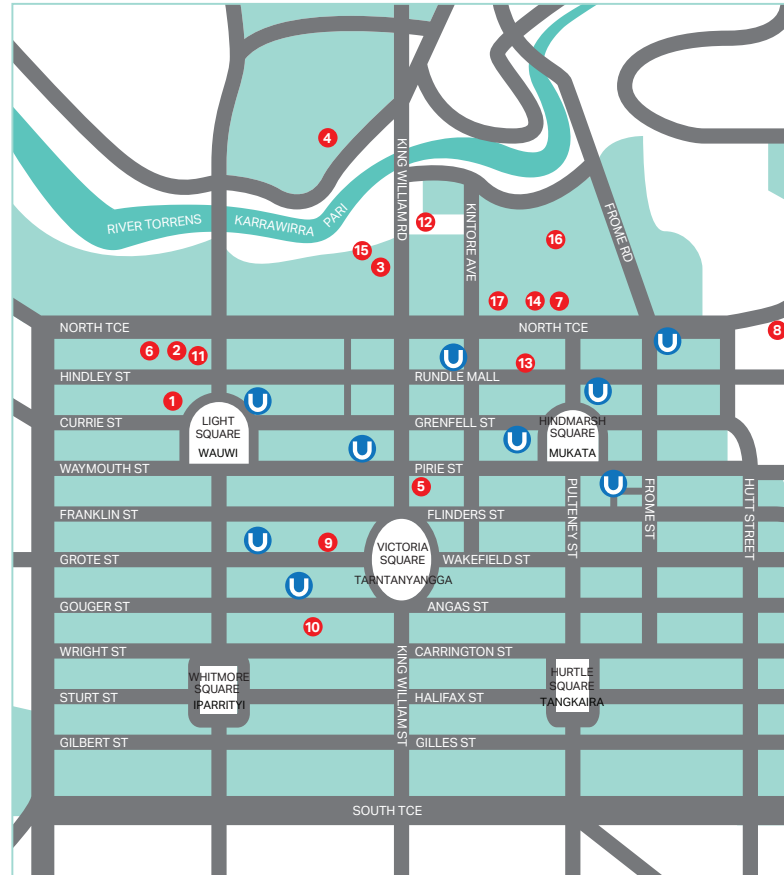 4
KING WILLIAM RD
RIVER TORRENS
KARRAWIRRA
PARI
12
KINTORE AVE
FROME RD
16
15
3
17
14
7
NORTH TCE
NORTH TCE
8
6
2
11
U
U
13
HINDLEY ST
RUNDLE MALL
1
U
U
CURRIE ST
LIGHT
SQUARE
WAUWI
GRENFELL ST
HINDMARSH
SQUARE
MUKATA
U
U
WAYMOUTH ST
PIRIE ST
5
U
PULTENEY ST
FROME ST
HUTT STREET
FRANKLIN ST
FLINDERS ST
U
9
VICTORIA
SQUARE
TARNTANYANGGA
GROTE ST
WAKEFIELD ST
U
GOUGER ST
ANGAS ST
10
WRIGHT ST
CARRINGTON ST
KING WILLIAM ST
WHITMORE
SQUARE
IPARRITYI
HURTLE
SQUARE
TANGKAIRA
STURT ST
HALIFAX ST
GILBERT ST
GILLES ST
SOUTH TCE